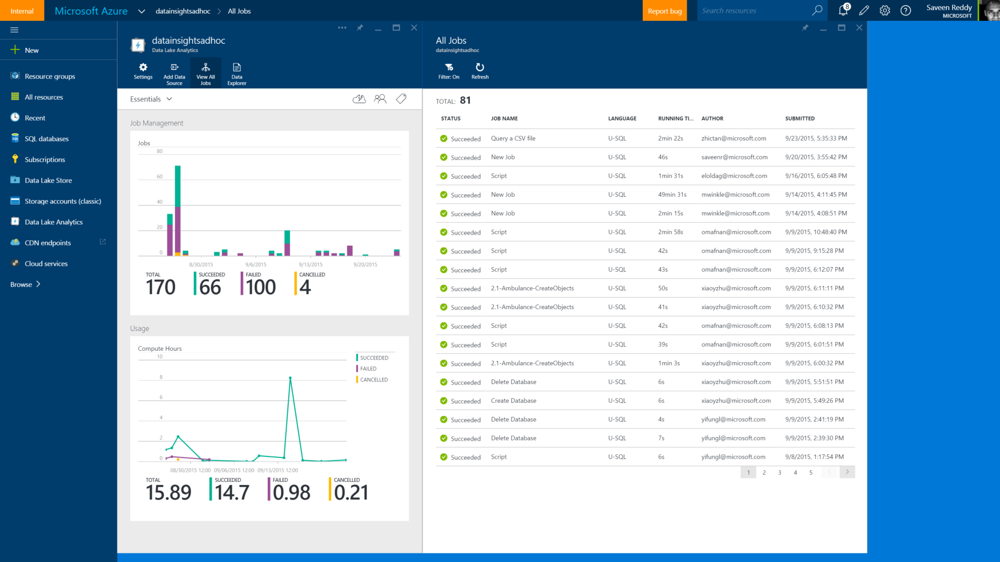 Internal
Microsoft Azure
datainsightsadhoc
All Jobs
Report bug
Search resources
8
Saveen Reddy
MICROSOFT
New
Resource groups
All resources
Recent
SQL databases
Subscriptions
Data Lake Store
Storage accounts (classic)
Data Lake Analytics
CDN endpoints
Cloud services
Browse
datainsightsadhoc
Data Lake Analytics
Settings
Add Data
Source
View All
Jobs
Data
Explorer
Essentials
Job Management
Jobs
80
60
40
20
0
8/30/2015 9/6/2015 9/13/2015 9/20/2015
TOTAL SUCCEEDED FAILED CANCELLED
170 66 100 4
Usage
Compute Hours
10
8
6
4
2
0
SUCCEEDED
FAILED
CANCELLED
08/30/2015 12:00 09/06/2015 12:00 09/13/2015 12:00
TOTAL SUCCEEDED FAILED CANCELLED
15.89 14.7 0.98 0.21
All Jobs
datainsightsadhoc
Filter: On
Refresh
TOTAL: 81
STATUS JOB NAME LANGUAGE RUNNING TI... AUTHOR SUBMITTED
Succeeded Query a CSV file U-SQL 2min 22s zhictan@microsoft.com 9/23/2015, 5:35:33 PM
Succeeded New Job U-SQL 46s saveenr@microsoft.com 9/20/2015, 3:55:42 PM
Succeeded Script U-SQL 1min 31s eloldag@microsoft.com 9/16/2015, 6:05:48 PM
Succeeded New Job U-SQL 49min 31s mwinkle@microsoft.com 9/14/2015, 4:11:45 PM
Succeeded New Job U-SQL 2min 15s mwinkle@microsoft.com 9/14/2015, 4:08:51 PM
Succeeded Script U-SQL 2min 58s omafnan@microsoft.com 9/9/2015, 10:48:40 PM
Succeeded Script U-SQL 42s omafnan@microsoft.com 9/9/2015, 9:15:28 PM
Succeeded Script U-SQL 43s omafnan@microsoft.com 9/9/2015, 6:12:07 PM
Succeeded 2.1-Ambulance-CreateObjects U-SQL 50s xiaoyzhu@microsoft.com 9/9/2015, 6:11:11 PM
Succeeded 2.1-Ambulance-CreateObjects U-SQL 41s xiaoyzhu@microsoft.com 9/9/2015, 6:10:32 PM
Succeeded Script U-SQL 42s omafnan@microsoft.com 9/9/2015, 6:08:13 PM
Succeeded Script U-SQL 39s omafnan@microsoft.com 9/9/2015, 6:01:51 PM
Succeeded 2.1-Ambulance-CreateObjects U-SQL 1min 3s xiaoyzhu@microsoft.com 9/9/2015, 6:00:32 PM
Succeeded Delete Database U-SQL 6s xiaoyzhu@microsoft.com 9/9/2015, 5:51:51 PM
Succeeded Create Database U-SQL 6s xiaoyzhu@microsoft.com 9/9/2015, 5:49:26 PM
Succeeded Delete Database U-SQL 4s yifungl@microsoft.com 9/9/2015, 2:41:19 PM
Succeeded Delete Database U-SQL 7s yifungl@microsoft.com 9/9/2015, 2:39:30 PM
Succeeded Script U-SQL 6s yifungl@microsoft.com 9/8/2015, 1:17:54 PM
1 2 3 4 5